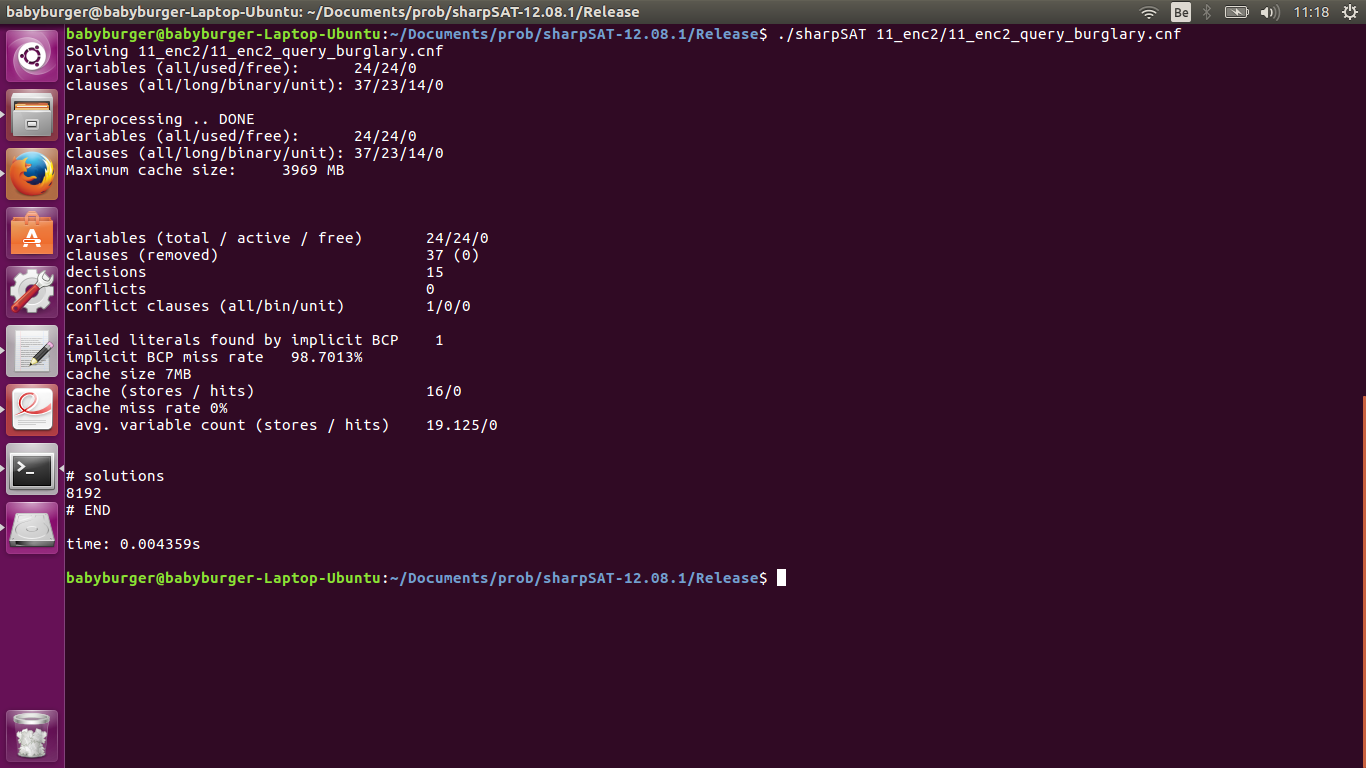 babyburger@babyburger-Laptop-Ubuntu: ~/Documents/prob/sharpSAT-12.08.1/Release
Be
11:18
babyburger@babyburger-Laptop-Ubuntu:~/Documents/prob/sharpSAT-12.08.1/Release$ ./sharpSAT 11_enc2/11_enc2_query_burglary.cnf
Solving 11_enc2/11_enc2_query_burglary.cnf
variables (all/used/free):      24/24/0
clauses (all/long/binary/unit): 37/23/14/0

Preprocessing .. DONE
variables (all/used/free):      24/24/0
clauses (all/long/binary/unit): 37/23/14/0
Maximum cache size:     3969 MB

variables (total / active / free)       24/24/0
clauses (removed)                       37 (0)
decisions                               15
conflicts                               0
conflict clauses (all/bin/unit)         1/0/0

failed literals found by implicit BCP    1
implicit BCP miss rate   98.7013%
cache size 7MB
cache (stores / hits)                   16/0
cache miss rate 0%
 avg. variable count (stores / hits)    19.125/0

# solutions
8192
# END

time: 0.004359s

babyburger@babyburger-Laptop-Ubuntu:~/Documents/prob/sharpSAT-12.08.1/Release$